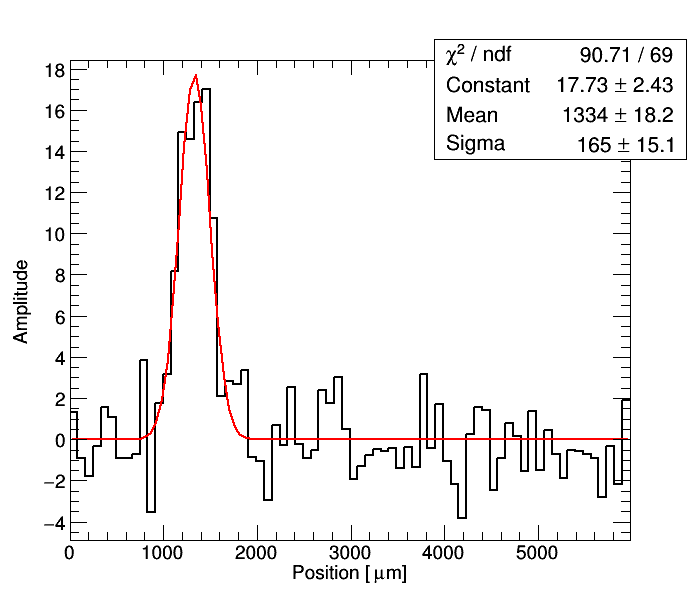 χ² / ndf 90.71 / 69
Constant 17.73 ± 2.43
Mean 1334 ± 18.2
Sigma 165 ± 15.1
18
16
14
12
10
8
6
4
2
0
−2
−4
Amplitude
0 1000 2000 3000 4000 5000
Position [ μm]